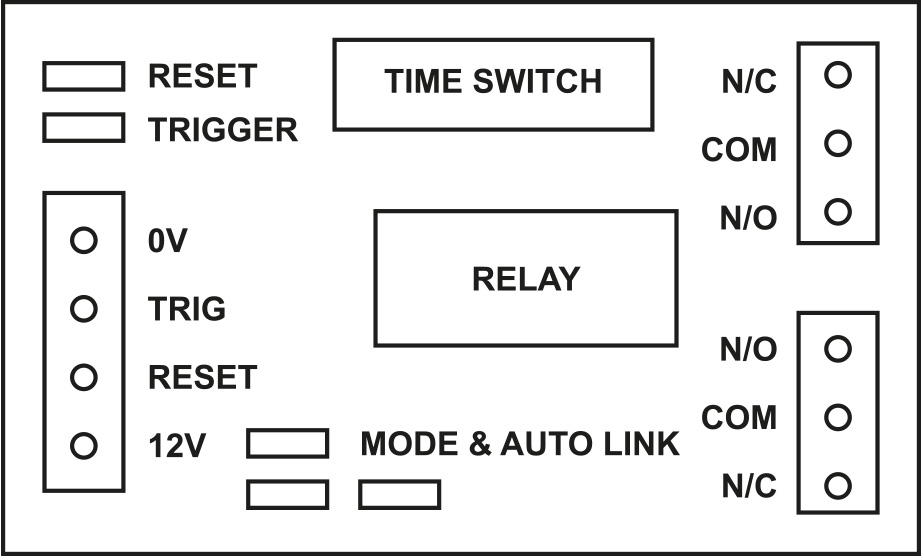 RESET
TRIGGER
TIME SWITCH
N/C
COM
N/O
0V
TRIG
RESET
12V
RELAY
MODE & AUTO LINK
N/O
COM
N/C